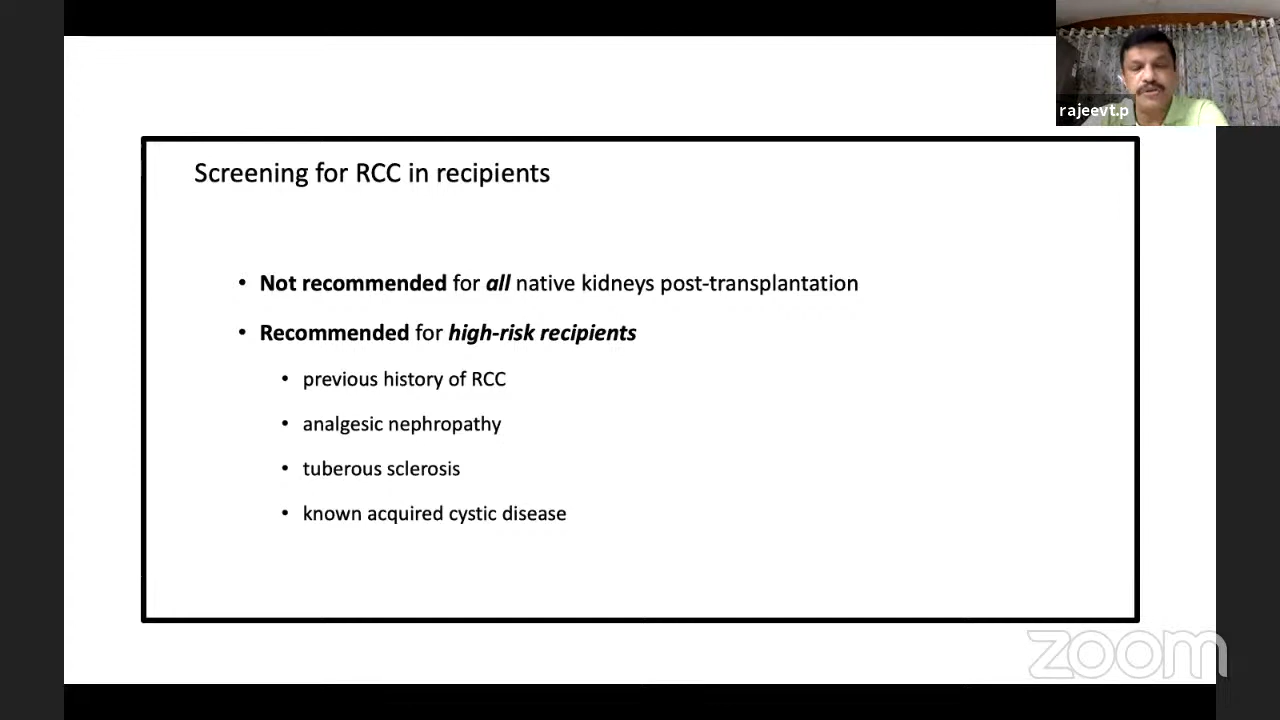 rajeevt.p
Screening for RCC in recipients
• Not recommended for all native kidneys post-transplantation
• Recommended for high-risk recipients
• previous history of RCC
• analgesic nephropathy
• tuberous sclerosis
• known acquired cystic disease
zoom